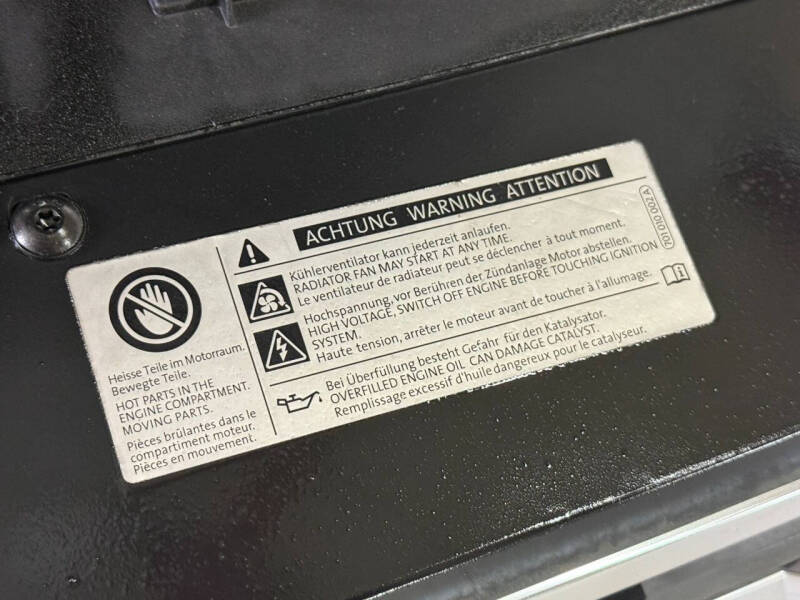 ACHTUNG WARNING ATTENTION
Kühlerventilator kann jederzeit anlaufen.
RADIATOR FAN MAY START AT ANY TIME.
Le ventilateur de radiateur peut se déclencher à tout moment.
Hochspannung, vor Berühren der Zündanlage Motor abstellen.
HIGH VOLTAGE, SWITCH OFF ENGINE BEFORE TOUCHING IGNITION
SYSTEM.
Haute tension, arrêter le moteur avant de toucher à l'allumage.
Bei Überfüllung besteht Gefahr für den Katalysator.
OVERFILLED ENGINE OIL CAN DAMAGE CATALYST.
Remplissage excessif d'huile dangereux pour le catalyseur.
Heisse Teile im Motorraum.
Bewegte Teile.
HOT PARTS IN THE
ENGINE COMPARTMENT.
MOVING PARTS.
Pièces brûlantes dans le
compartiment moteur.
Pièces en mouvement.
701 010 002 A